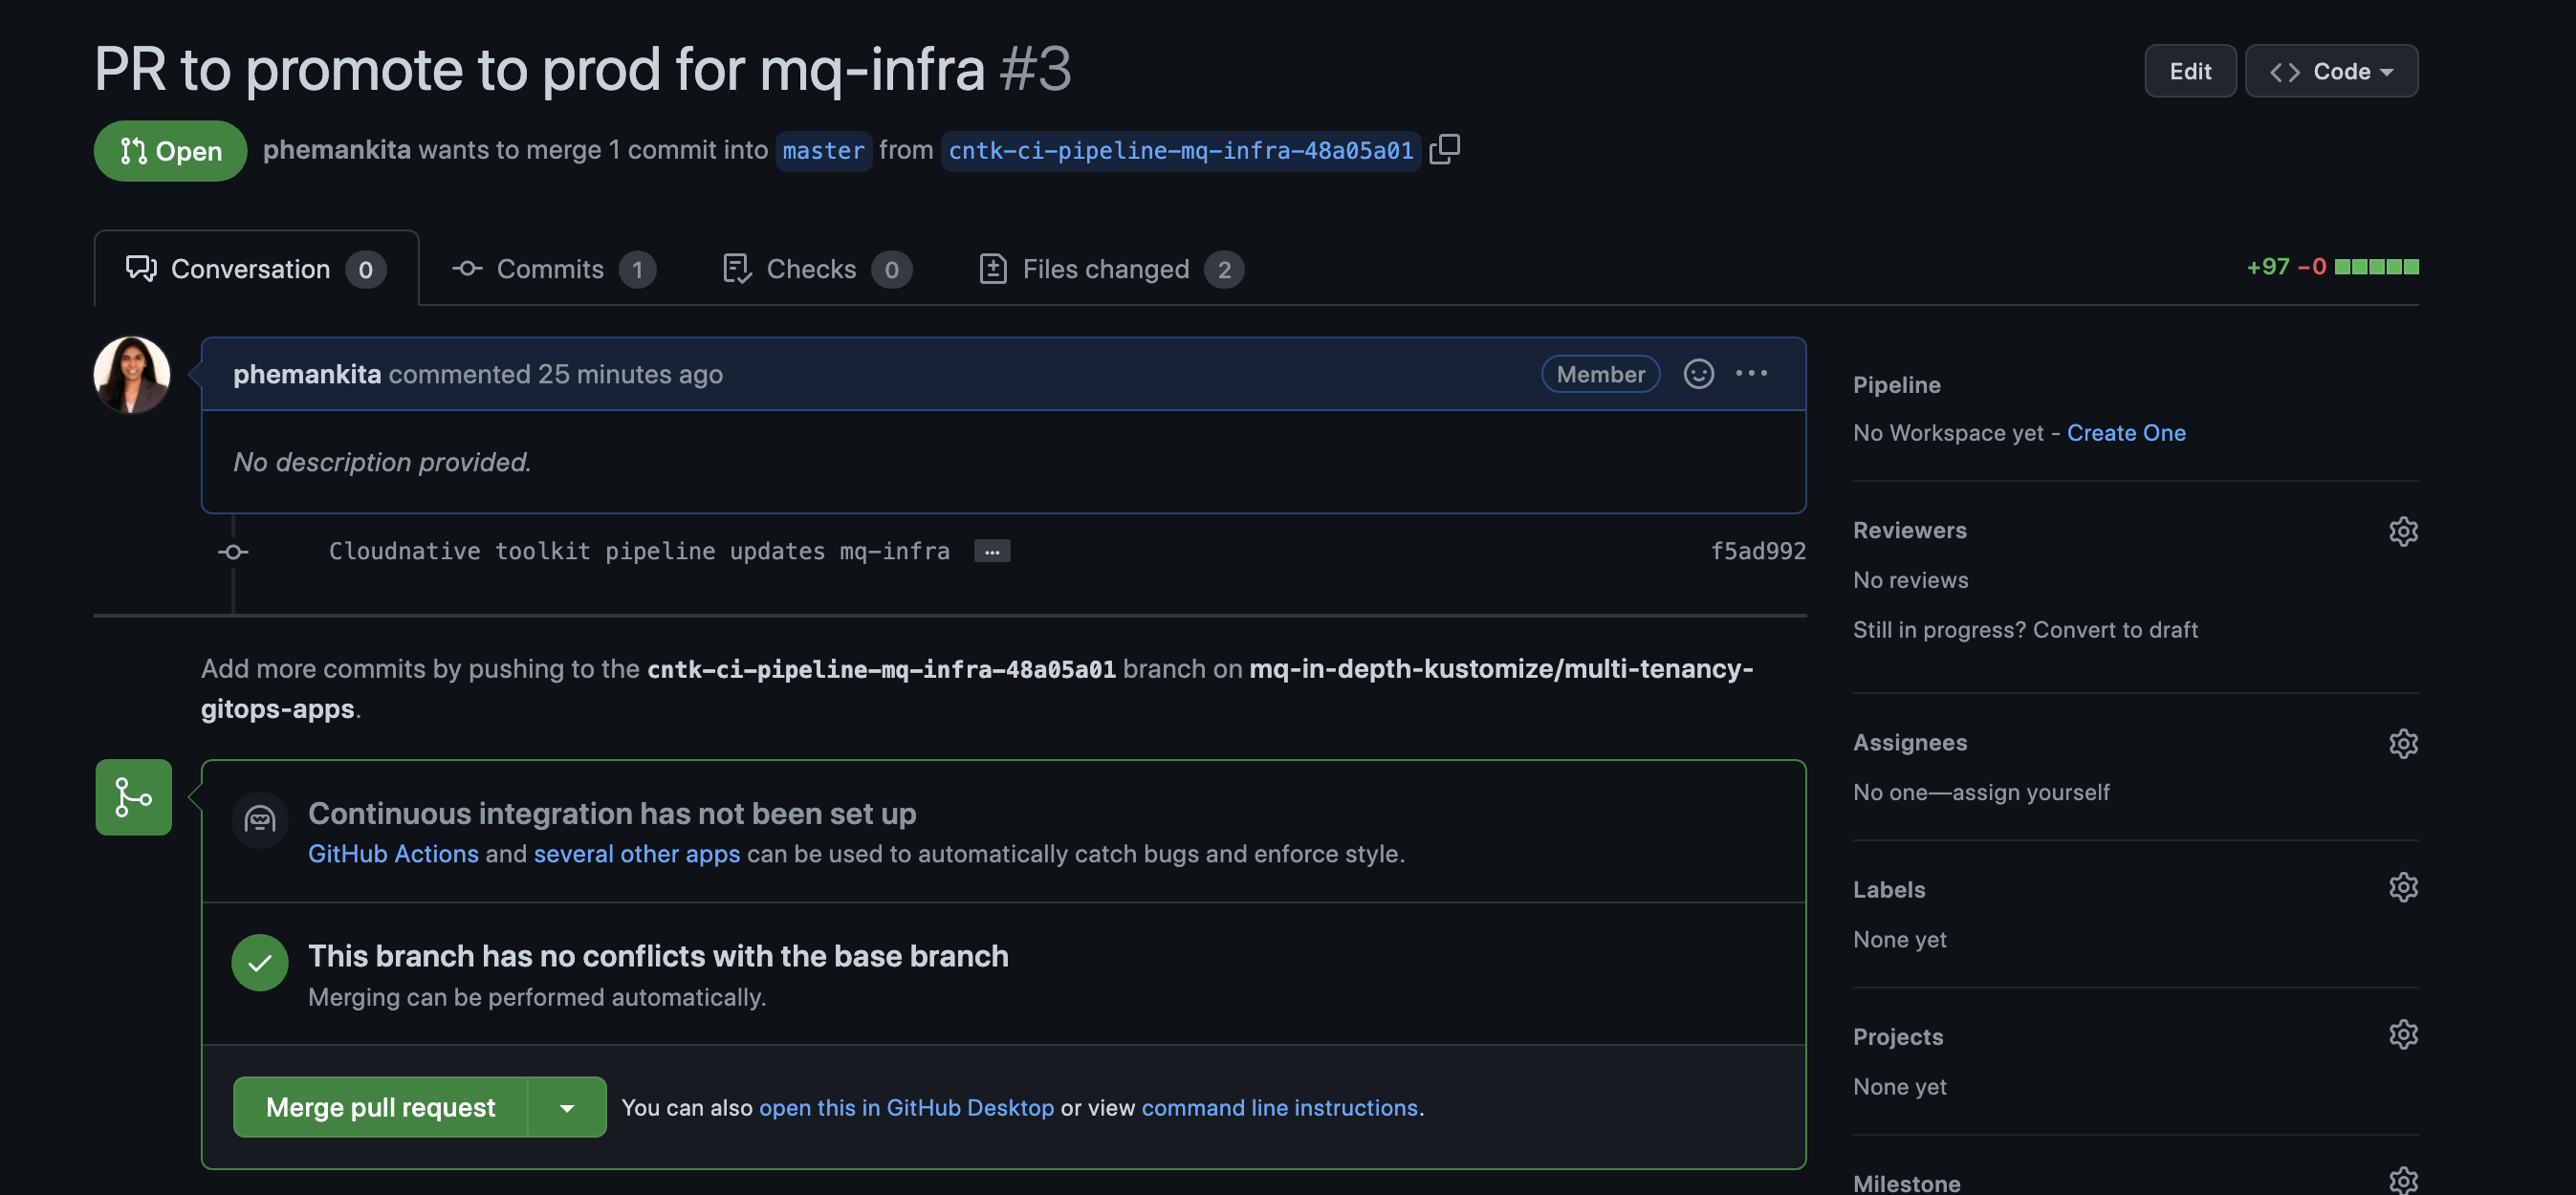 PR to promote to prod for mq-infra #3
Edit
Code
Open
phemankita wants to merge 1 commit into master from cntk-ci-pipeline-mq-infra-48a05a01
Conversation 0
Commits 1
Checks 0
Files changed 2
+97 −0
phemankita commented 25 minutes ago
Member
No description provided.
Cloudnative toolkit pipeline updates mq-infra ...
f5ad992
Add more commits by pushing to the cntk-ci-pipeline-mq-infra-48a05a01 branch on mq-in-depth-kustomize/multi-tenancy-
gitops-apps.
Continuous integration has not been set up
GitHub Actions and several other apps can be used to automatically catch bugs and enforce style.
This branch has no conflicts with the base branch
Merging can be performed automatically.
Merge pull request
You can also open this in GitHub Desktop or view command line instructions.
Pipeline
No Workspace yet - Create One
Reviewers
No reviews
Still in progress? Convert to draft
Assignees
No one—assign yourself
Labels
None yet
Projects
None yet
Milestone